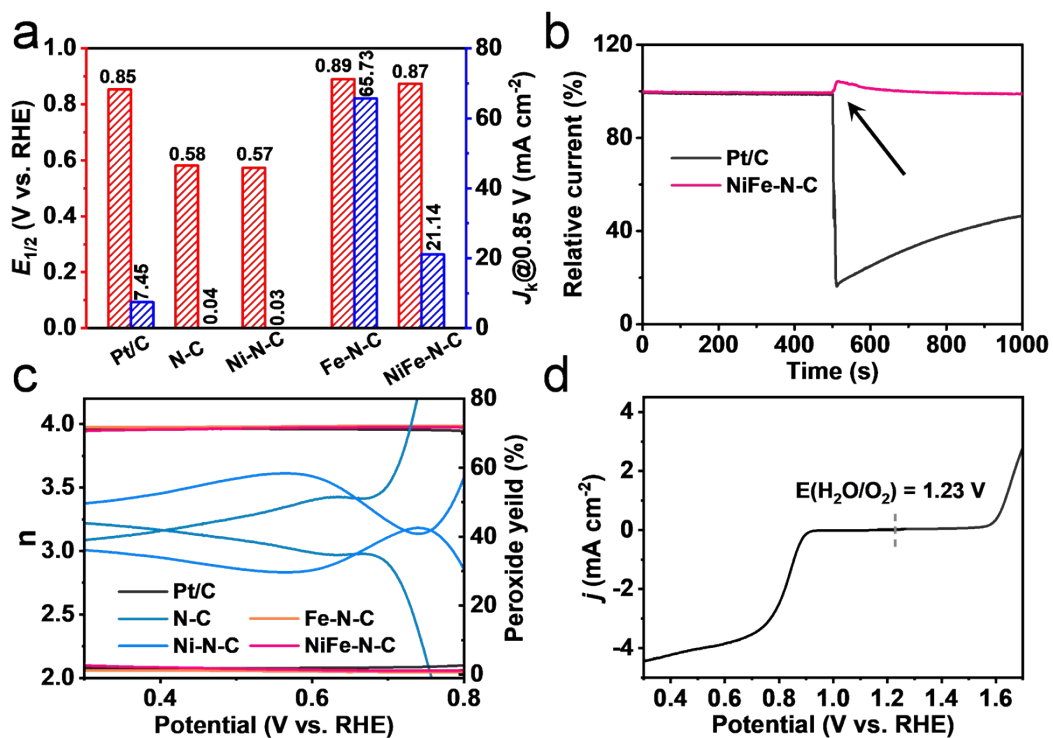 a
E1/2 (V vs. RHE)
1.0
0.8
0.6
0.4
0.2
0.0
0.85
7.45
0.58
0.04
0.57
0.03
0.89
65.73
0.87
21.14
Pt/C
N-C
Ni-N-C
Fe-N-C
NiFe-N-C
80
60
40
20
0
Jk@0.85 V (mA cm-2)
b
Relative current (%)
120
80
40
0
Pt/C
NiFe-N-C
0
200
400
600
800
1000
Time (s)
c
n
4.0
3.5
3.0
2.5
2.0
Pt/C
N-C
Fe-N-C
Ni-N-C
NiFe-N-C
80
60
40
20
0
Peroxide yeild (%)
0.4
0.6
0.8
Potential (V vs. RHE)
d
j (mA cm-2)
4
2
0
-2
-4
E(H2O/O2) = 1.23 V
0.4
0.6
0.8
1.0
1.2
1.4
1.6
Potential (V vs. RHE)